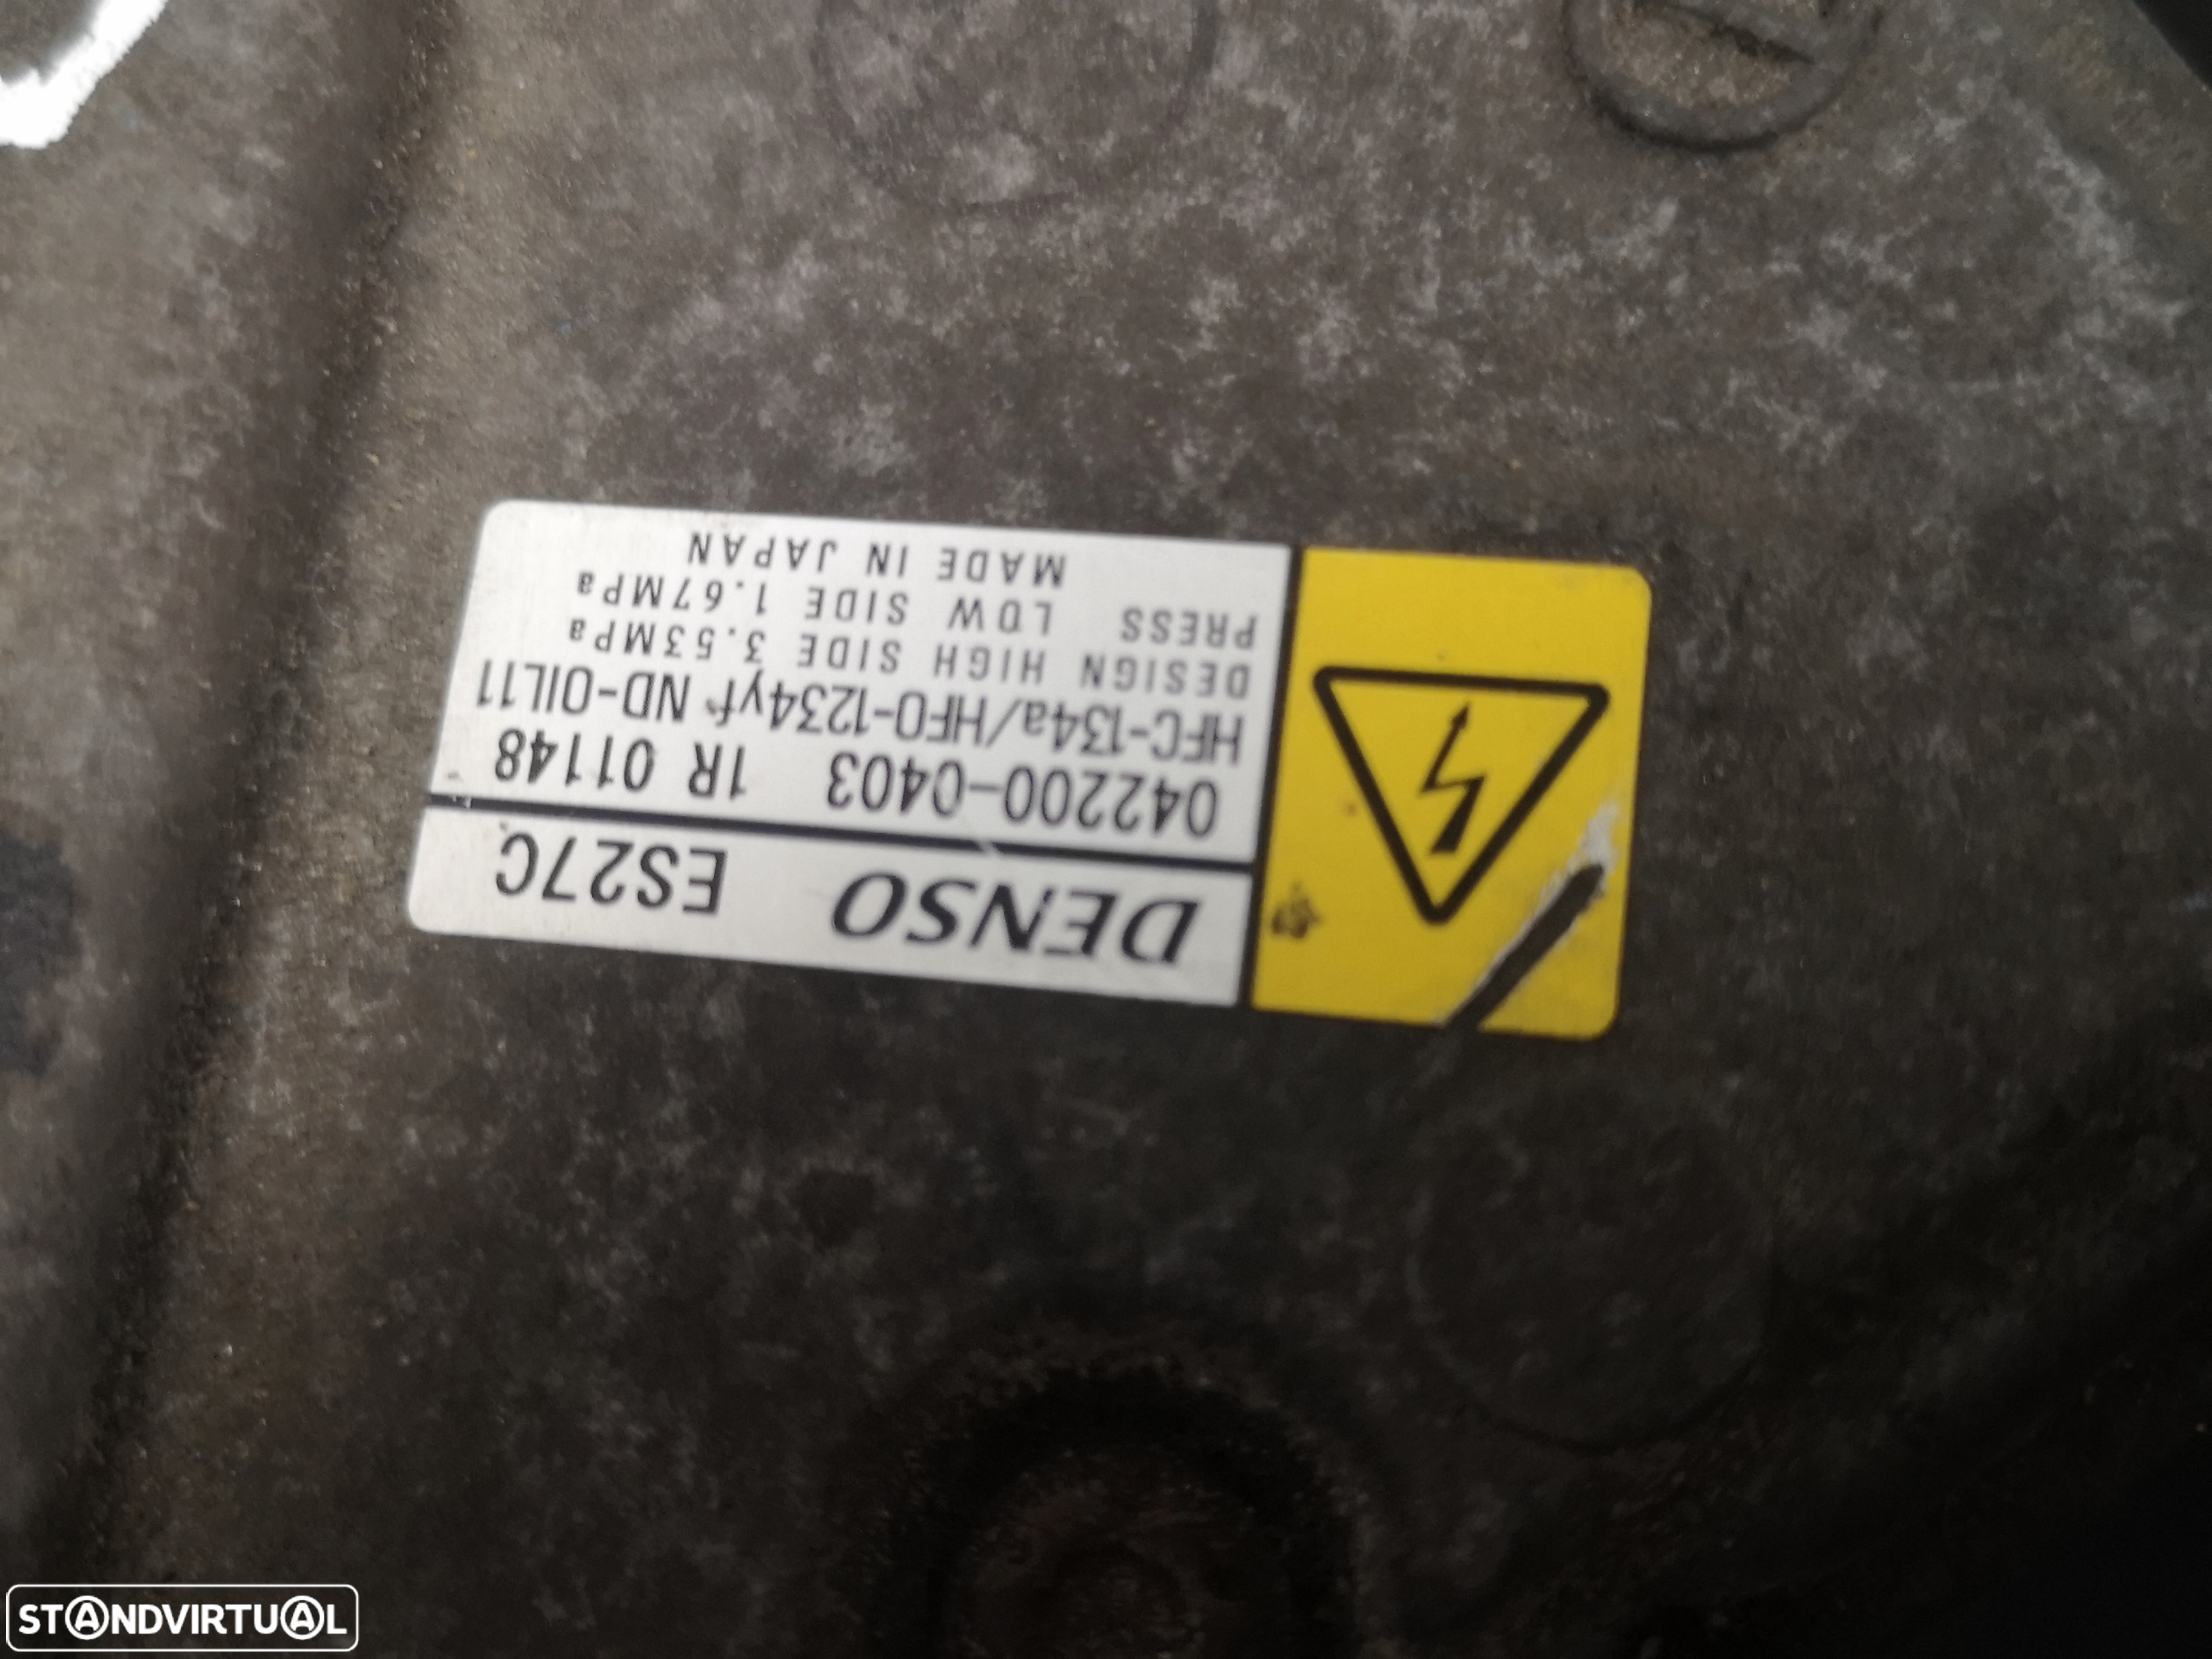 DENSO ES27C
042200-0403 1R 01148
HFC-134a/HFO-1234yf ND-OIL11
DESIGN HIGH SIDE 3.53MPa
PRESS LOW SIDE 1.67MPa
MADE IN JAPAN
STANDVIRTUAL